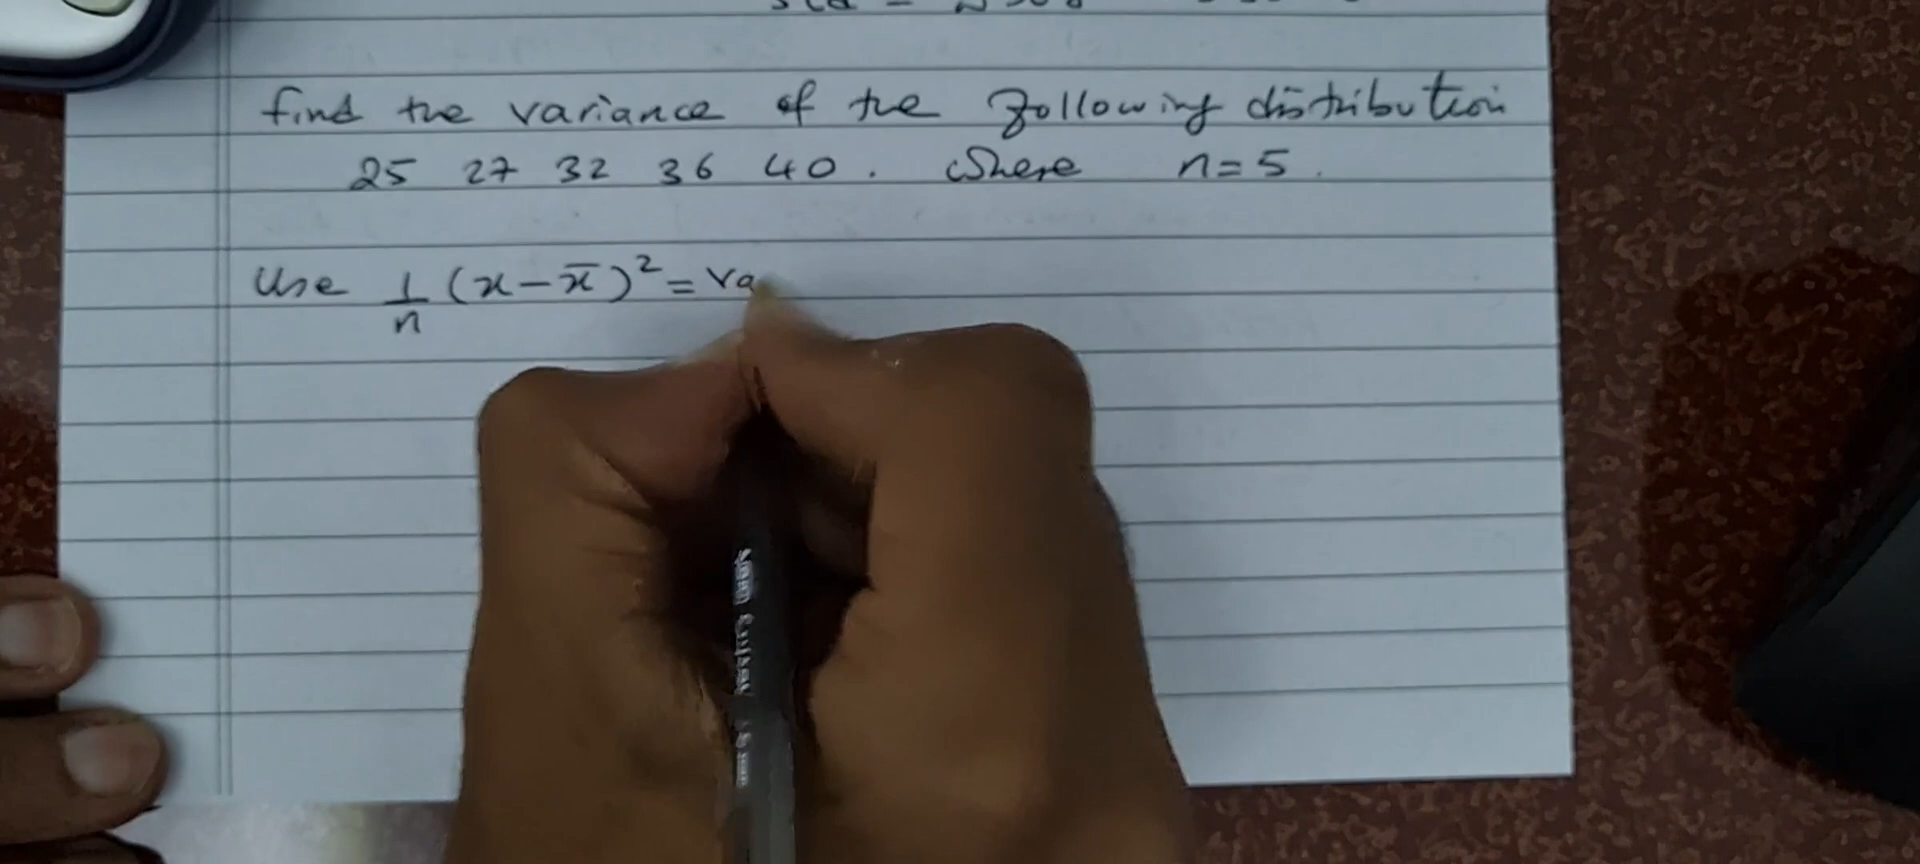 find the variance of the following distribution
25 27 32 36 40. Where n=5.
Use 1/n (x-x̄)²=va